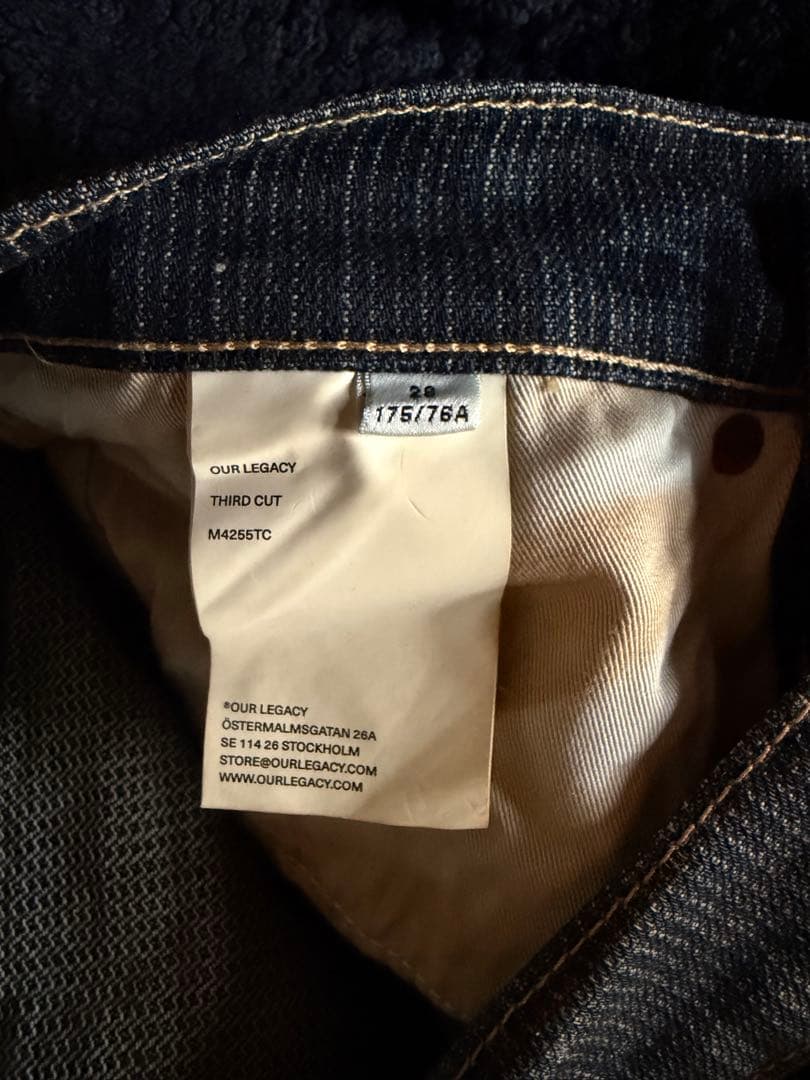 28
175/76A
OUR LEGACY
THIRD CUT
M4255TC
®OUR LEGACY
ÖSTERMALMSGATAN 26A
SE 114 26 STOCKHOLM
STORE@OURLEGACY.COM
WWW.OURLEGACY.COM